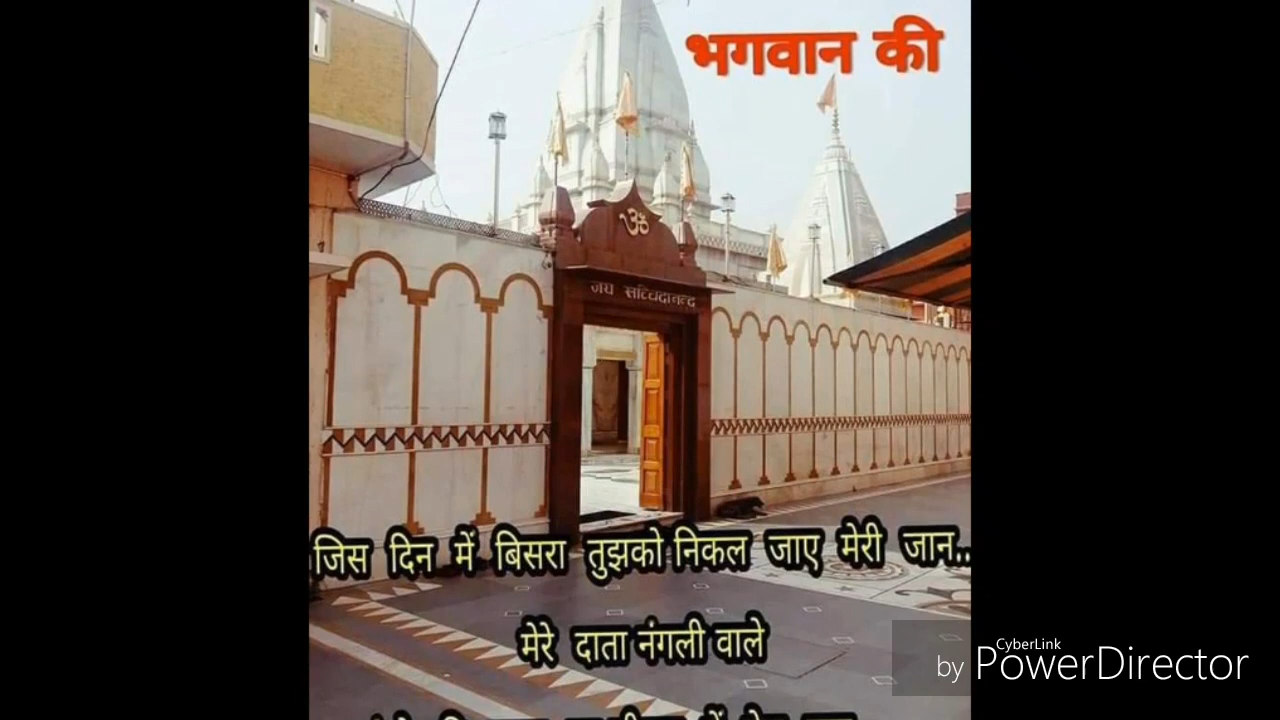 भगवान की
ॐ
जय सच्चिदानन्द
जिस दिन में बिसरा तुझको निकल जाए मेरी जान..
मेरे दाता नंगली वाले
CyberLink
by PowerDirector